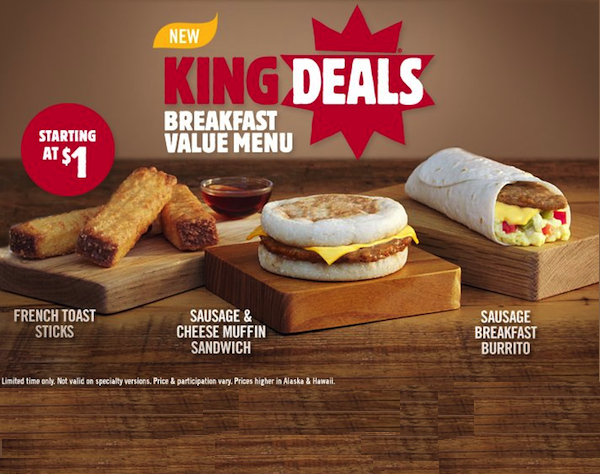 NEW
KING DEALS
BREAKFAST
VALUE MENU
STARTING
AT $1
FRENCH TOAST
STICKS
SAUSAGE &
CHEESE MUFFIN
SANDWICH
SAUSAGE
BREAKFAST
BURRITO
Limited time only. Not valid on specialty versions. Price & participation vary. Prices higher in Alaska & Hawaii.